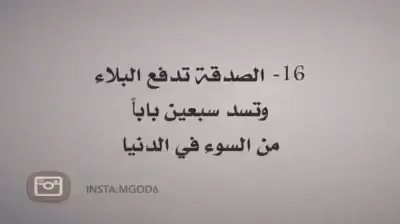 16- الصدقة تدفع البلاء
وتسد سبعين باباً
من السوء في الدنيا
INSTA:MGOD6